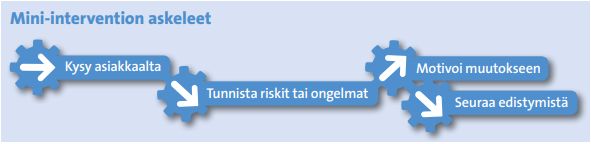 Mini-intervention askeleet
Kysy asiakkaalta
Tunnista riskit tai ongelmat
Motivoi muutokseen
Seuraa edistymistä